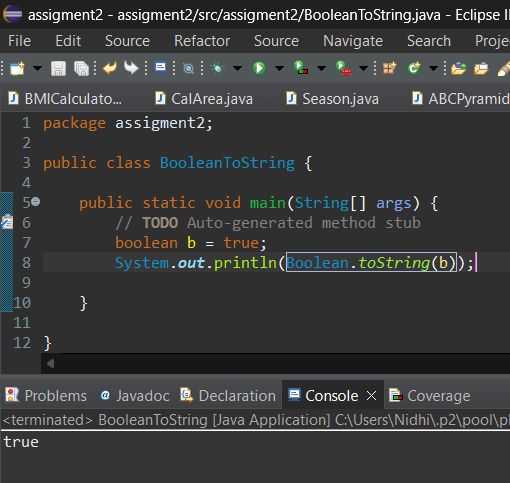 assigment2 - assigment2/src/assigment2/BooleanToString.java - Eclipse I
File Edit Source Refactor Source Navigate Search Proje
BMICalculato... CalArea.java Season.java ABCPyramid
1 package assigment2;
2
3 public class BooleanToString {
4
5 public static void main(String[] args) {
6 // TODO Auto-generated method stub
7 boolean b = true;
8 System.out.println(Boolean.toString(b));
9
10 }
11
12 }
Problems Javadoc Declaration Console Coverage
<terminated> BooleanToString [Java Application] C:\Users\Nidhi\.p2\pool\pl
true